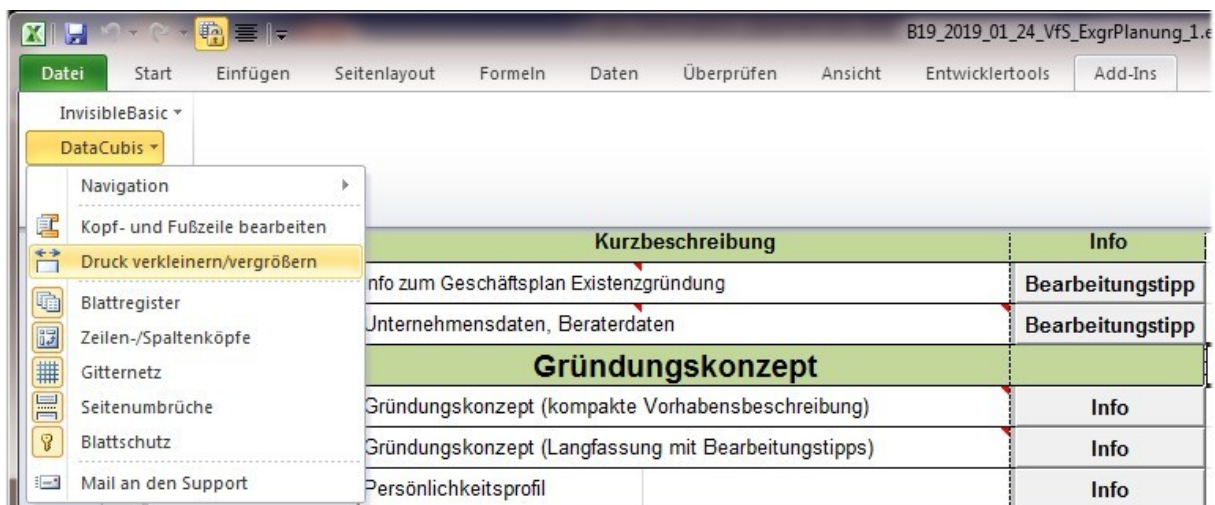 B19_2019_01_24_VfS_ExgrPlanung_1.e
Datei Start Einfügen Seitenlayout Formeln Daten Überprüfen Ansicht Entwicklertools Add-Ins
InvisibleBasic
DataCubis
Navigation
Kopf- und Fußzeile bearbeiten
Druck verkleinern/vergrößern
Blattregister
Zeilen-/Spaltenköpfe
Gitternetz
Seitenumbrüche
Blattschutz
Mail an den Support
Kurzbeschreibung Info
nfo zum Geschäftsplan Existenzgründung Bearbeitungstipp
Unternehmensdaten, Beraterdaten Bearbeitungstipp
Gründungskonzept
Gründungskonzept (kompakte Vorhabensbeschreibung) Info
Gründungskonzept (Langfassung mit Bearbeitungstipps) Info
Persönlichkeitsprofil Info